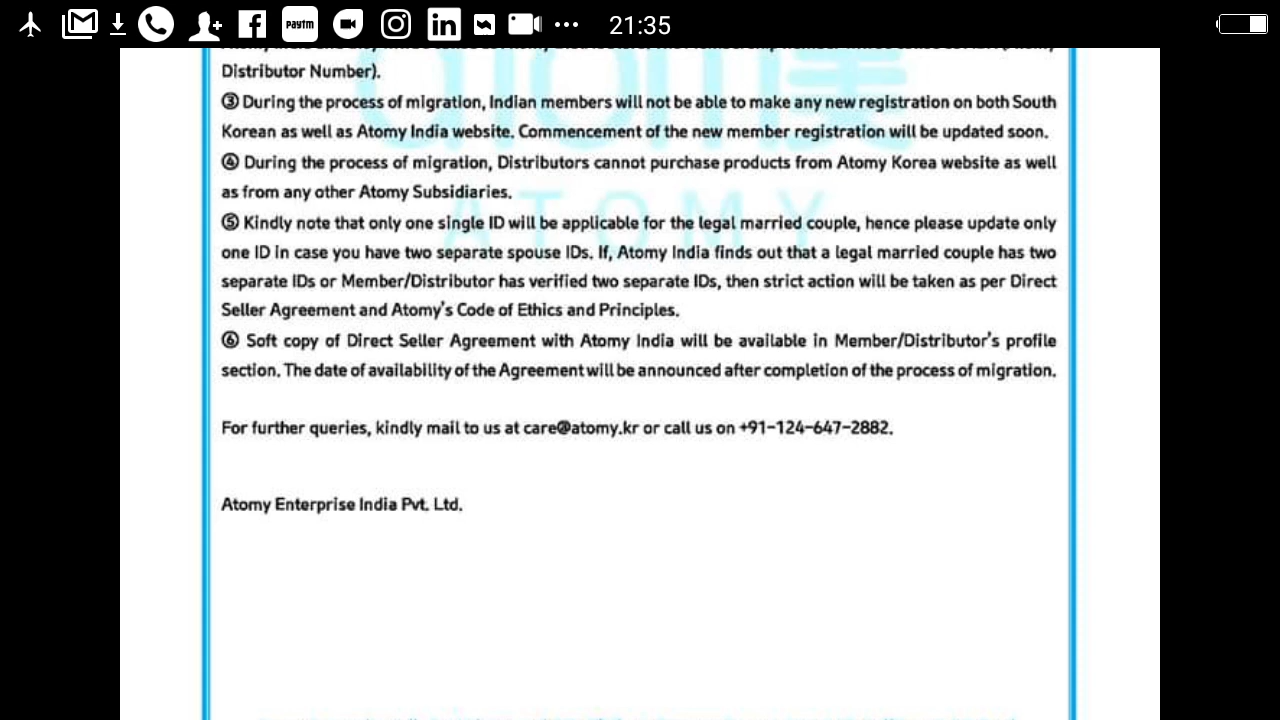 21:35
Distributor Number).
③ During the process of migration, Indian members will not be able to make any new registration on both South
Korean as well as Atomy India website. Commencement of the new member registration will be updated soon.
④ During the process of migration, Distributors cannot purchase products from Atomy Korea website as well
as from any other Atomy Subsidiaries.
⑤ Kindly note that only one single ID will be applicable for the legal married couple, hence please update only
one ID in case you have two separate spouse IDs. If, Atomy India finds out that a legal married couple has two
separate IDs or Member/Distributor has verified two separate IDs, then strict action will be taken as per Direct
Seller Agreement and Atomy's Code of Ethics and Principles.
⑥ Soft copy of Direct Seller Agreement with Atomy India will be available in Member/Distributor's profile
section. The date of availability of the Agreement will be announced after completion of the process of migration.
For further queries, kindly mail to us at care@atomy.kr or call us on +91-124-647-2882.
Atomy Enterprise India Pvt. Ltd.
atom美
ATOMY